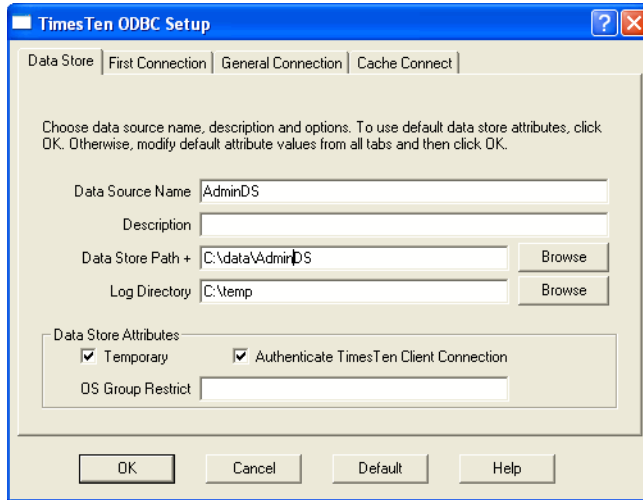 TimesTen ODBC Setup
Data Store First Connection General Connection Cache Connect
Choose data source name, description and options. To use default data store attributes, click
OK. Otherwise, modify default attribute values from all tabs and then click OK.
Data Source Name AdminDS
Description
Data Store Path + C:\data\AdminDS Browse
Log Directory C:\temp Browse
Data Store Attributes
Temporary Authenticate TimesTen Client Connection
OS Group Restrict
OK Cancel Default Help